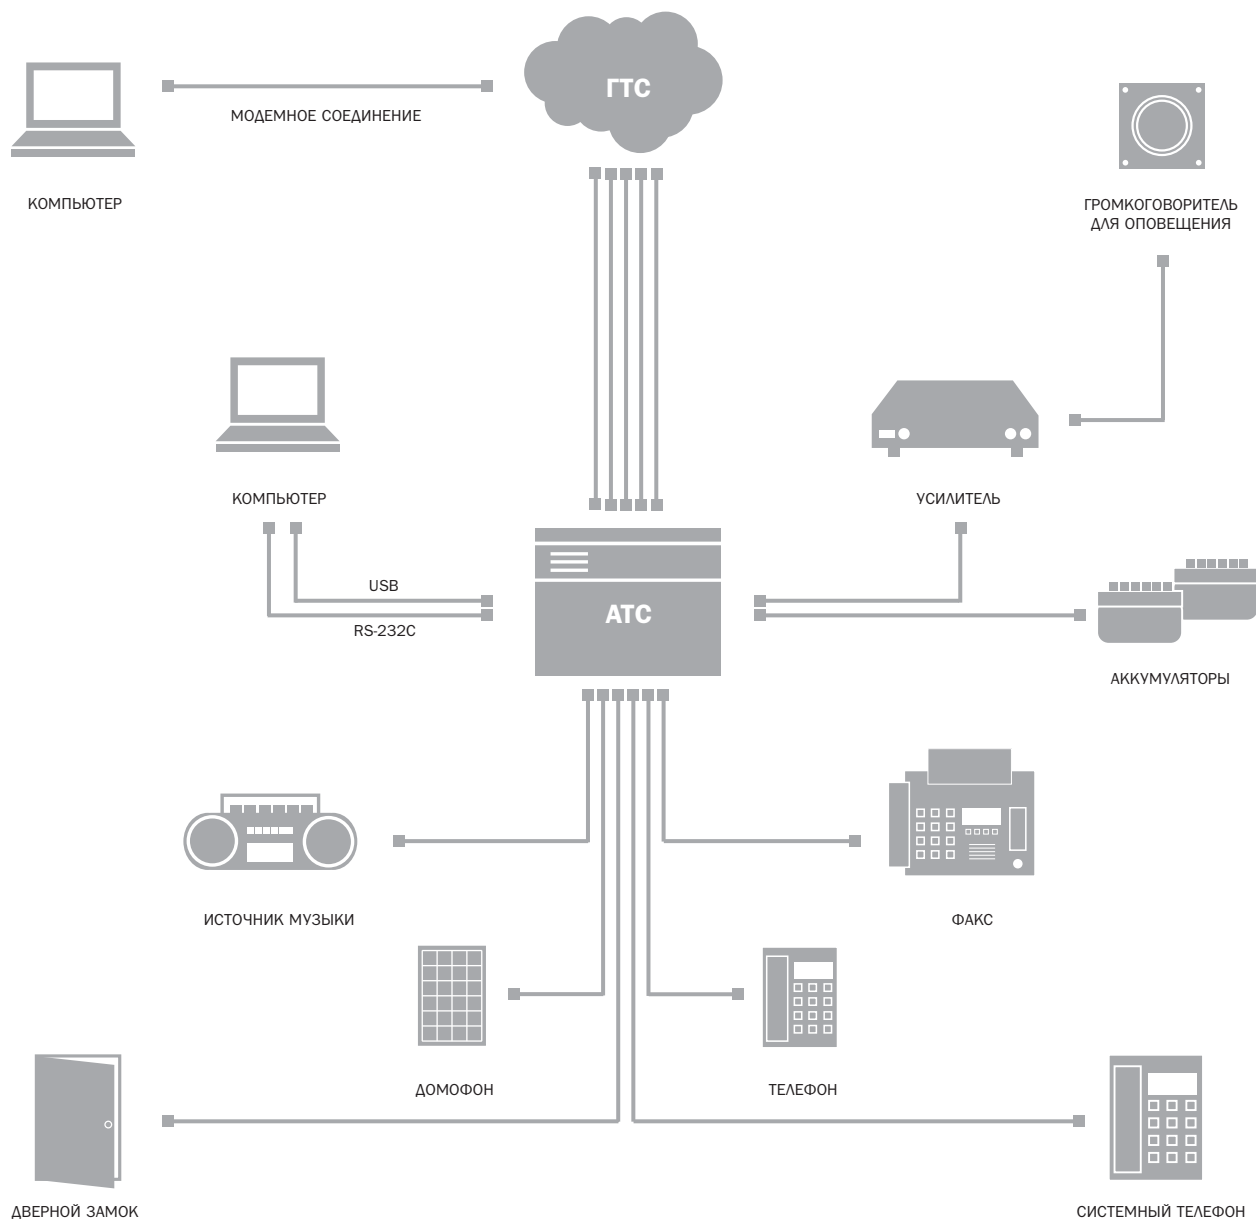 ГТС
МОДЕМНОЕ СОЕДИНЕНИЕ
КОМПЬЮТЕР
ГРОМКОГОВОРИТЕЛЬ
ДЛЯ ОПОВЕЩЕНИЯ
КОМПЬЮТЕР
УСИЛИТЕЛЬ
USB
RS-232C
АТС
АККУМУЛЯТОРЫ
ИСТОЧНИК МУЗЫКИ
ФАКС
ДОМОФОН
ТЕЛЕФОН
ДВЕРНОЙ ЗАМОК
СИСТЕМНЫЙ ТЕЛЕФОН